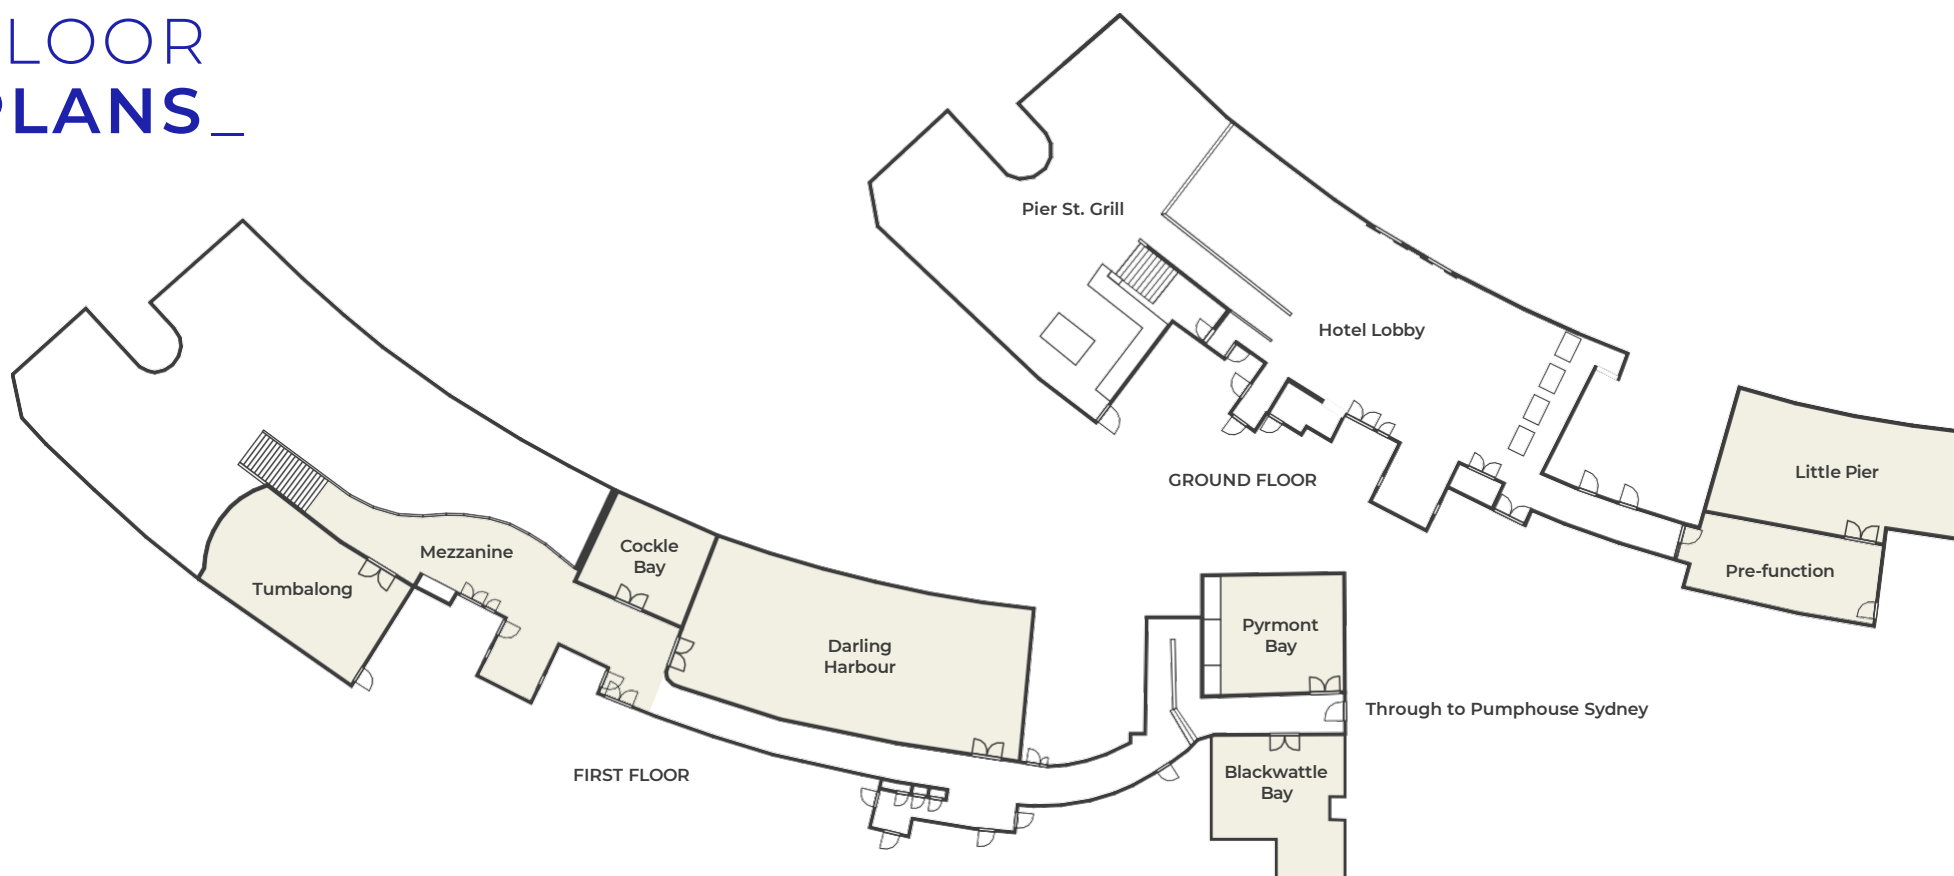 LOOR
PLANS_
Pier St. Grill
Hotel Lobby
GROUND FLOOR
Little Pier
Pre-function
Mezzanine
Cockle
Bay
Tumbalong
Darling
Harbour
Pyrmont
Bay
Through to Pumphouse Sydney
FIRST FLOOR
Blackwattle
Bay